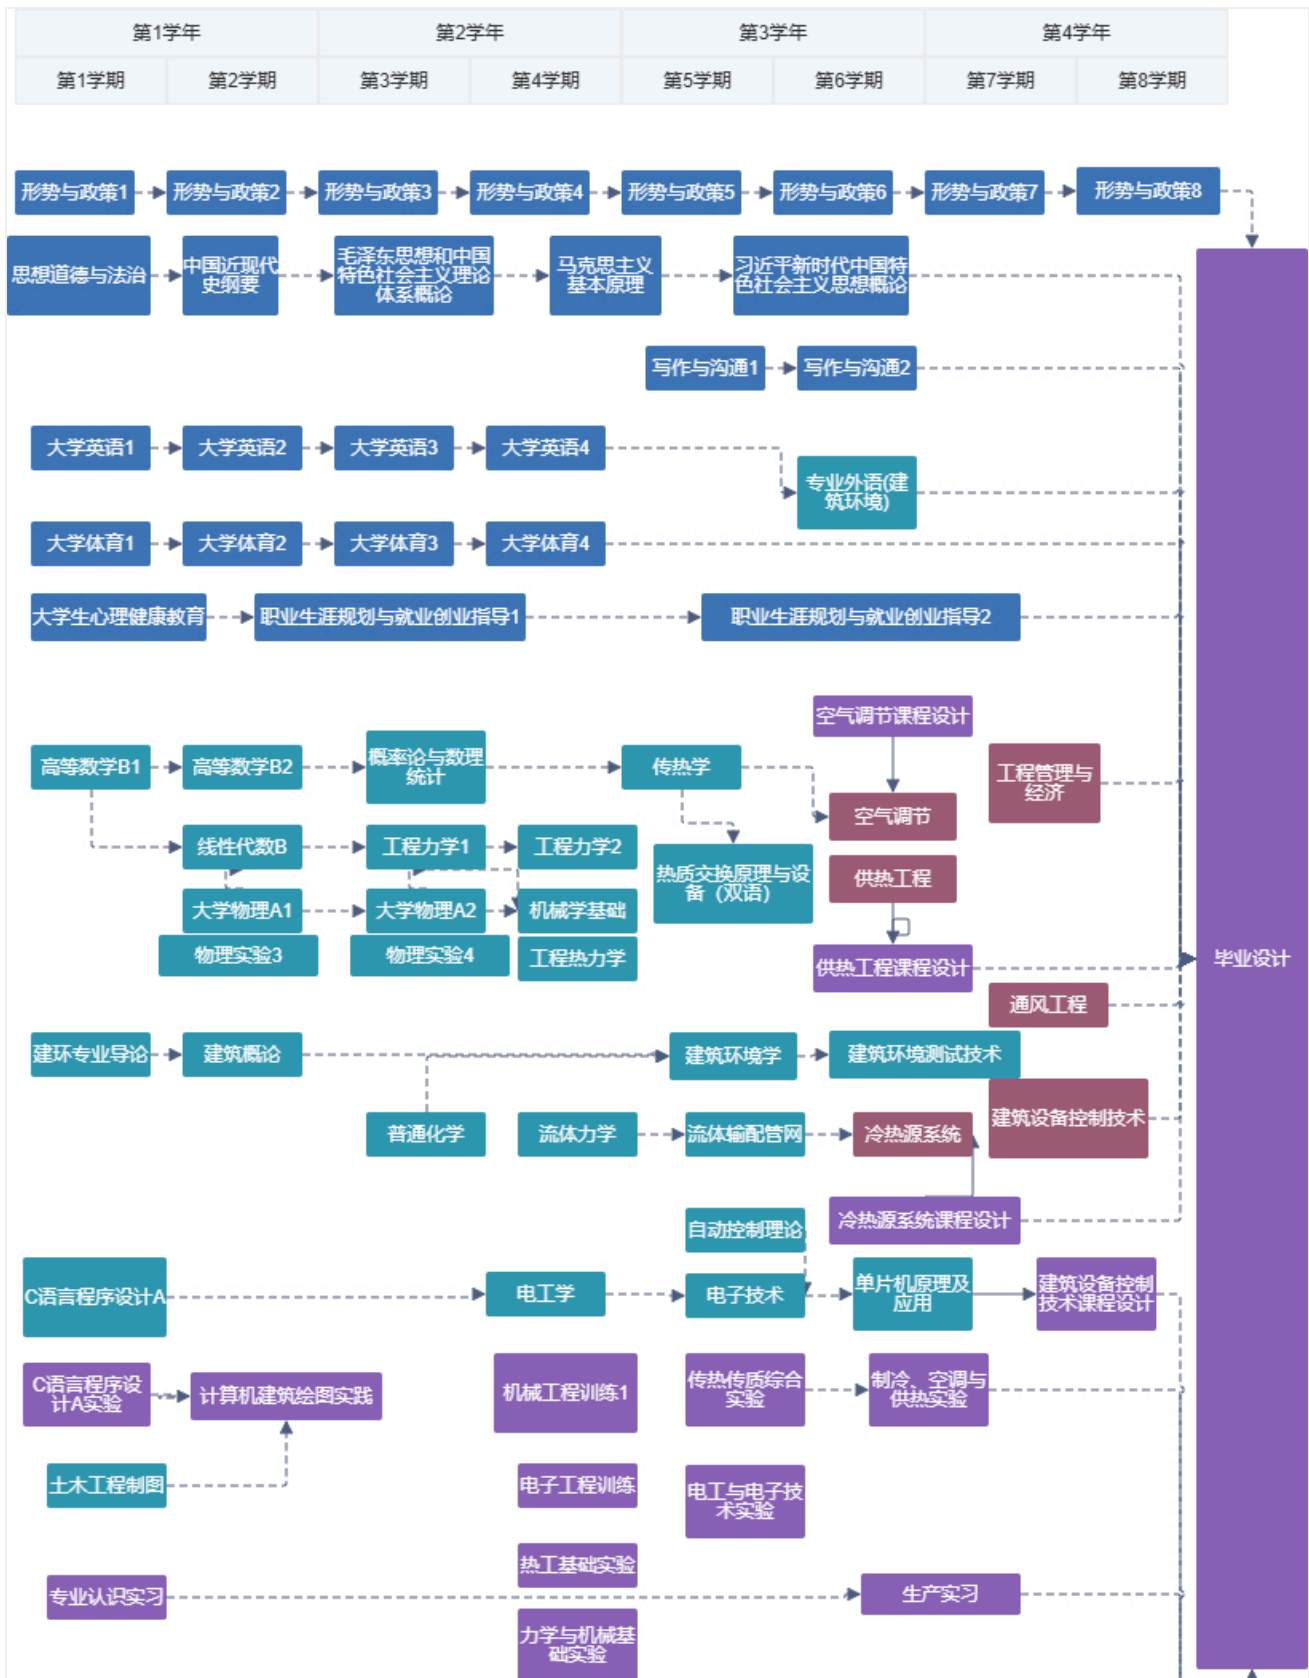 第1学年
第2学年
第3学年
第4学年
第1学期
第2学期
第3学期
第4学期
第5学期
第6学期
第7学期
第8学期
形势与政策1
形势与政策2
形势与政策3
形势与政策4
形势与政策5
形势与政策6
形势与政策7
形势与政策8
思想道德与法治
中国近现代
史纲要
毛泽东思想和中国
特色社会主义理论
体系概论
马克思主义
基本原理
习近平新时代中国特
色社会主义思想概论
写作与沟通1
写作与沟通2
大学英语1
大学英语2
大学英语3
大学英语4
专业外语(建
筑环境)
大学体育1
大学体育2
大学体育3
大学体育4
大学生心理健康教育
职业生涯规划与就业创业指导1
职业生涯规划与就业创业指导2
空气调节课程设计
高等数学B1
高等数学B2
概率论与数理
统计
传热学
工程管理与
经济
空气调节
线性代数B
工程力学1
工程力学2
热质交换原理与设
备（双语）
供热工程
大学物理A1
大学物理A2
机械学基础
物理实验3
物理实验4
工程热力学
供热工程课程设计
毕业设计
通风工程
建环专业导论
建筑概论
建筑环境学
建筑环境测试技术
普通化学
流体力学
流体输配管网
冷热源系统
建筑设备控制技术
冷热源系统课程设计
自动控制理论
C语言程序设计A
电工学
电子技术
单片机原理及
应用
建筑设备控制
技术课程设计
C语言程序设
计A实验
计算机建筑绘图实践
机械工程训练1
传热传质综合
实验
制冷、空调与
供热实验
土木工程制图
电子工程训练
电工与电子技
术实验
热工基础实验
专业认识实习
生产实习
力学与机械基
础实验